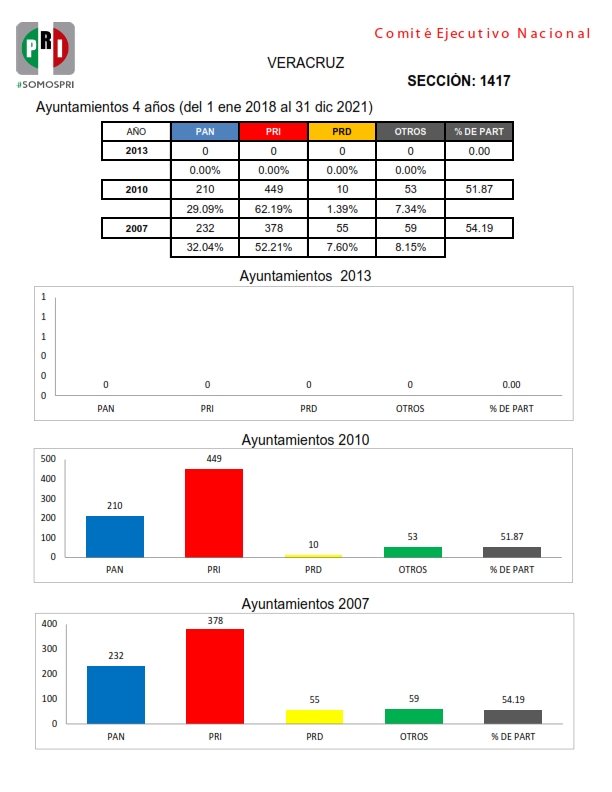 Comité Ejecutivo Nacional
PRI
#SOMOSPRI
VERACRUZ
SECCIÓN: 1417
Ayuntamientos 4 años (del 1 ene 2018 al 31 dic 2021)
AÑO PAN PRI PRD OTROS % DE PART
2013 0 0 0 0 0.00
0.00% 0.00% 0.00% 0.00%
2010 210 449 10 53 51.87
29.09% 62.19% 1.39% 7.34%
2007 232 378 55 59 54.19
32.04% 52.21% 7.60% 8.15%
Ayuntamientos 2013
1
1
1
0
0
0
0 0 0 0 0.00
PAN PRI PRD OTROS % DE PART
Ayuntamientos 2010
500
400
300
200
100
0
210 449 10 53 51.87
PAN PRI PRD OTROS % DE PART
Ayuntamientos 2007
400
300
200
100
0
232 378 55 59 54.19
PAN PRI PRD OTROS % DE PART